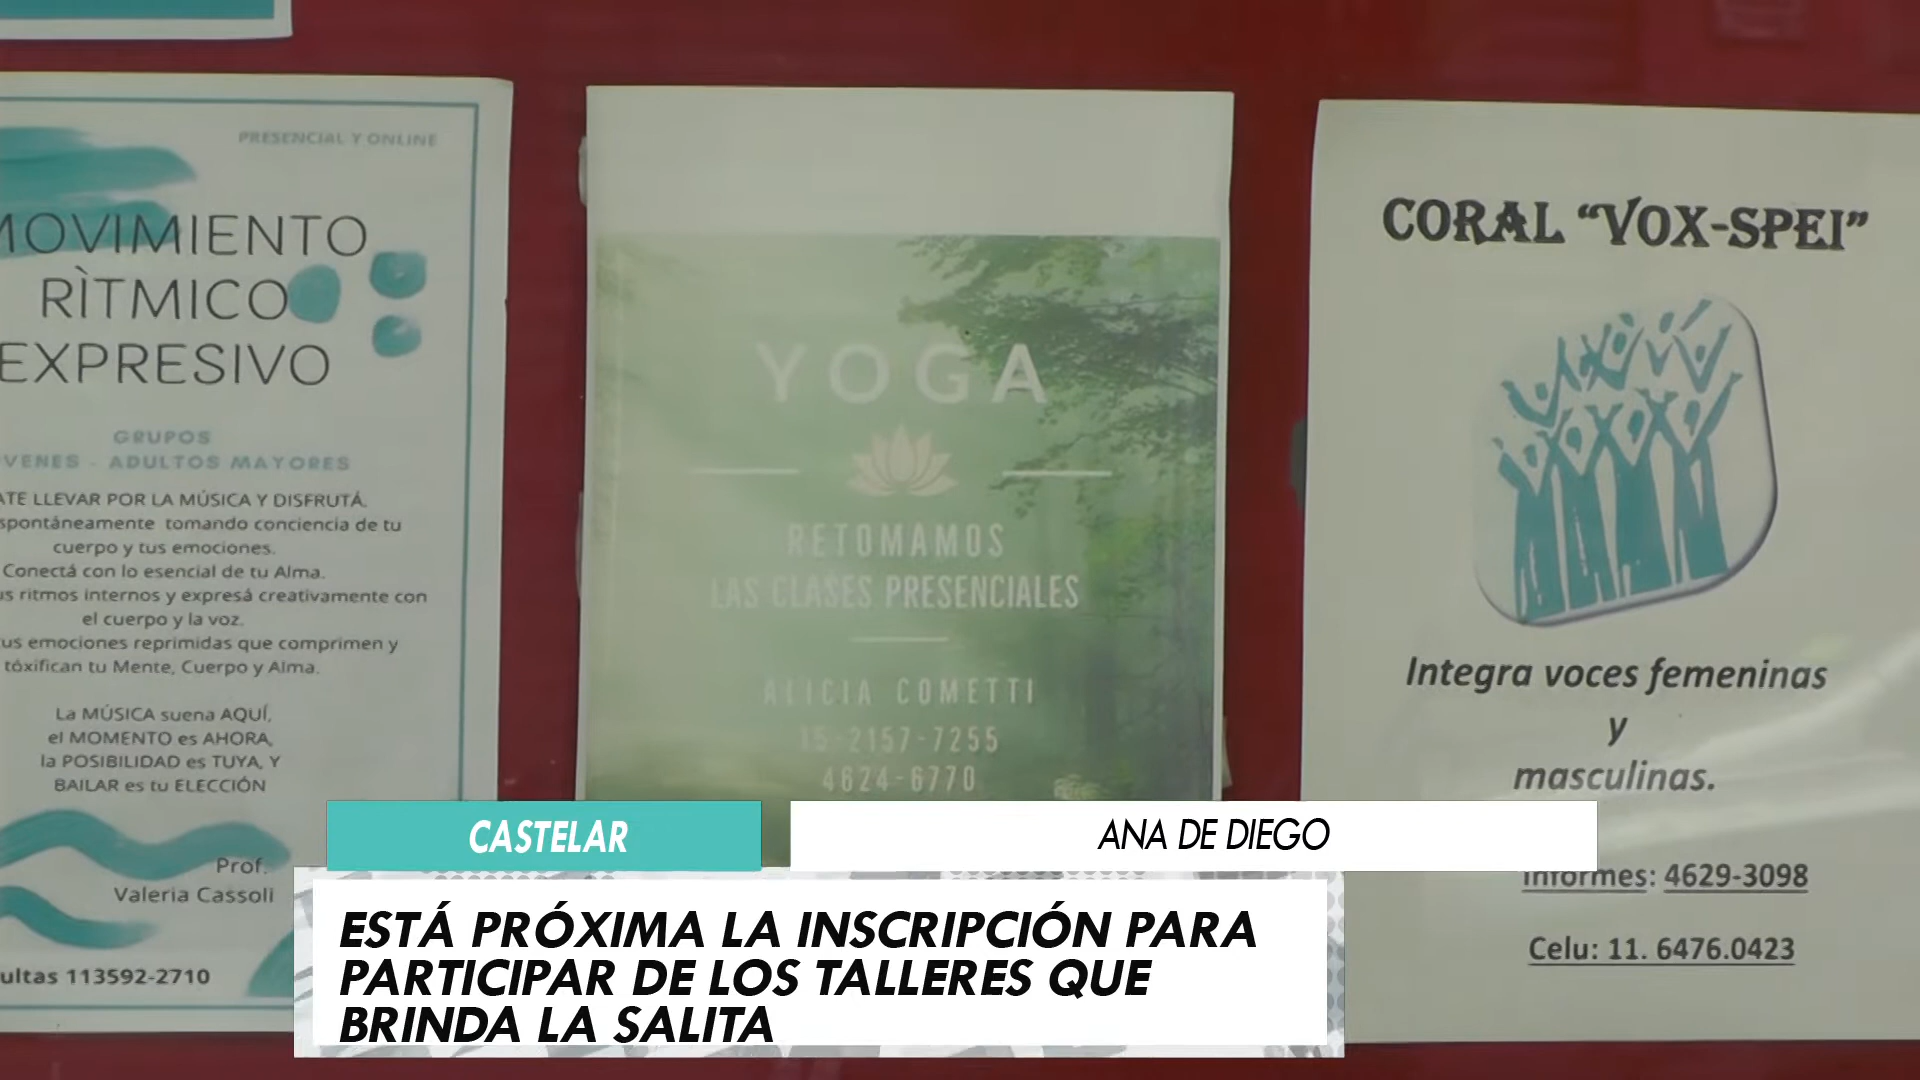 PRESENCIAL Y ONLINE
MOVIMIENTO
RÌTMICO
EXPRESIVO
GRUPOS
ADULTOS MAYORES
LLEVAR POR LA MÚSICA Y DISFRUTÁ.
tomando conciencia de tu
cuerpo y tus emociones.
Conectá con lo esencial de tu Alma.
ritmos internos y expresá creativamente con
el cuerpo y la voz.
emociones reprimidas que comprimen y
tóxifican tu Mente, Cuerpo y Alma.
La MÚSICA suena AQUÍ,
el MOMENTO es AHORA,
la POSIBILIDAD es TUYA, Y
BAILAR es tu ELECCIÓN
Prof.
Valeria Cassoli
113592-2710
YOGA
RETOMAMOS
LAS CLASES PRESENCIALES
ALICIA COMETTI
15-2157-7255
4624-6770
CORAL “VOX-SPEI”
Integra voces femeninas
y
masculinas.
Informes: 4629-3098
Celu: 11. 6476.0423
CASTELAR
ANA DE DIEGO
ESTÁ PRÓXIMA LA INSCRIPCIÓN PARA
PARTICIPAR DE LOS TALLERES QUE
BRINDA LA SALITA